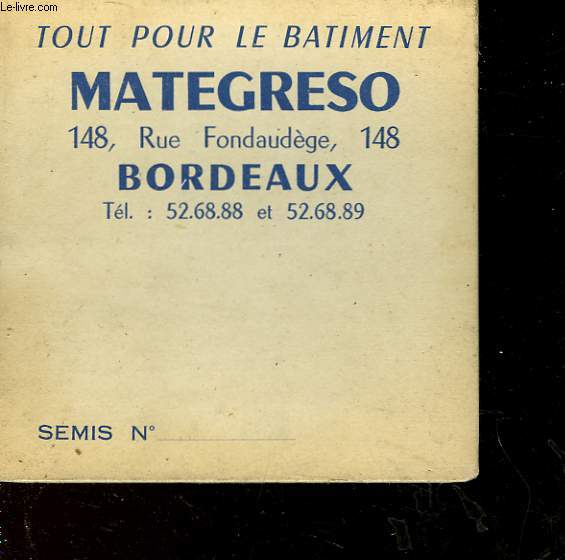 © Le-livre.com
TOUT POUR LE BATIMENT
MATEGRESO
148, Rue Fondaudège, 148
BORDEAUX
Tél. : 52.68.88 et 52.68.89
SEMIS N°